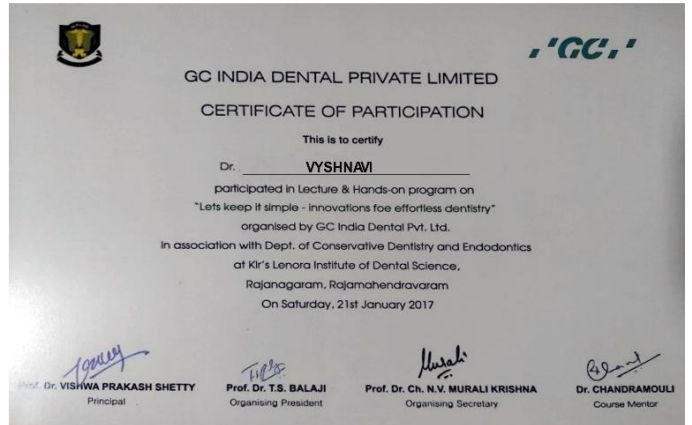 GC
GC INDIA DENTAL PRIVATE LIMITED
CERTIFICATE OF PARTICIPATION
This is to certify
Dr. VYSHNAVI
participated in Lecture & Hands-on program on
"Lets keep it simple - innovations foe effortless dentistry"
organised by GC India Dental Pvt. Ltd.
In association with Dept. of Conservative Dentistry and Endodontics
at Kir's Lenora Institute of Dental Science,
Rajanagaram, Rajamahendravaram
On Saturday, 21st January 2017
Murali
Prof. Dr. VISHWA PRAKASH SHETTY Prof. Dr. T.S. BALAJI Prof. Dr. Ch. N.V. MURALI KRISHNA Dr. CHANDRAMOULI
Principal Organising President Organising Secretary Course Mentor